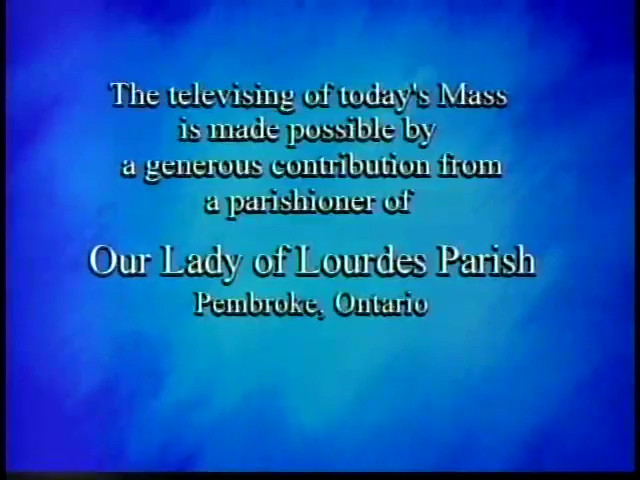 The televising of today's Mass
is made possible by
a generous contribution from
a parishioner of
Our Lady of Lourdes Parish
Pembroke, Ontario